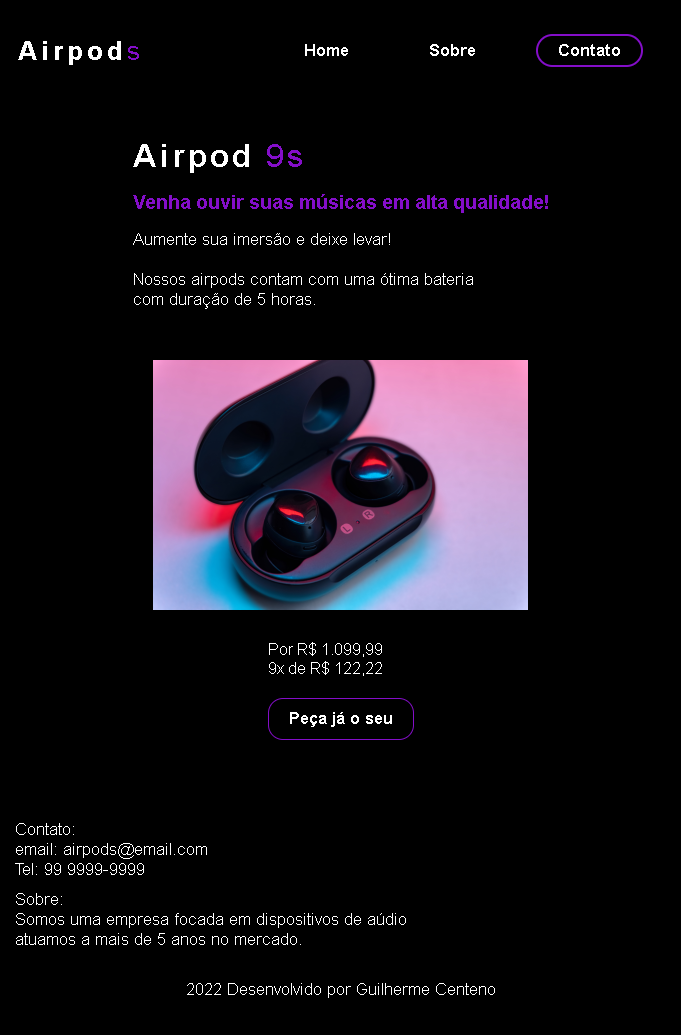 Airpods
Home
Sobre
Contato
Airpod 9s
Venha ouvir suas músicas em alta qualidade!
Aumente sua imersão e deixe levar!
Nossos airpods contam com uma ótima bateria
com duração de 5 horas.
L
R
Por R$ 1.099,99
9x de R$ 122,22
Peça já o seu
Contato:
email: airpods@email.com
Tel: 99 9999-9999
Sobre:
Somos uma empresa focada em dispositivos de aúdio
atuamos a mais de 5 anos no mercado.
2022 Desenvolvido por Guilherme Centeno